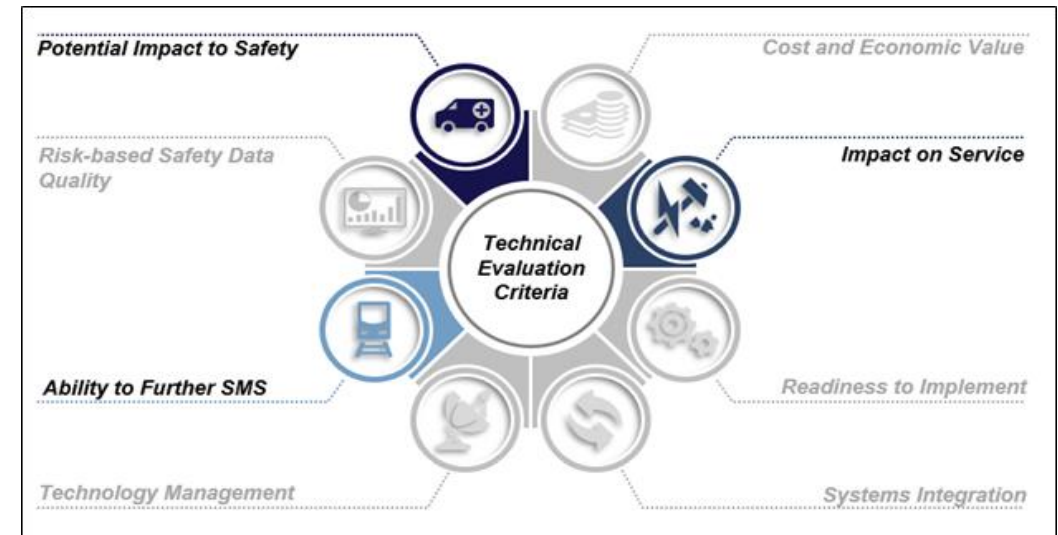 Potential Impact to Safety
Cost and Economic Value
Risk-based Safety Data
Quality
Impact on Service
Technical
Evaluation
Criteria
Ability to Further SMS
Readiness to Implement
Technology Management
Systems Integration